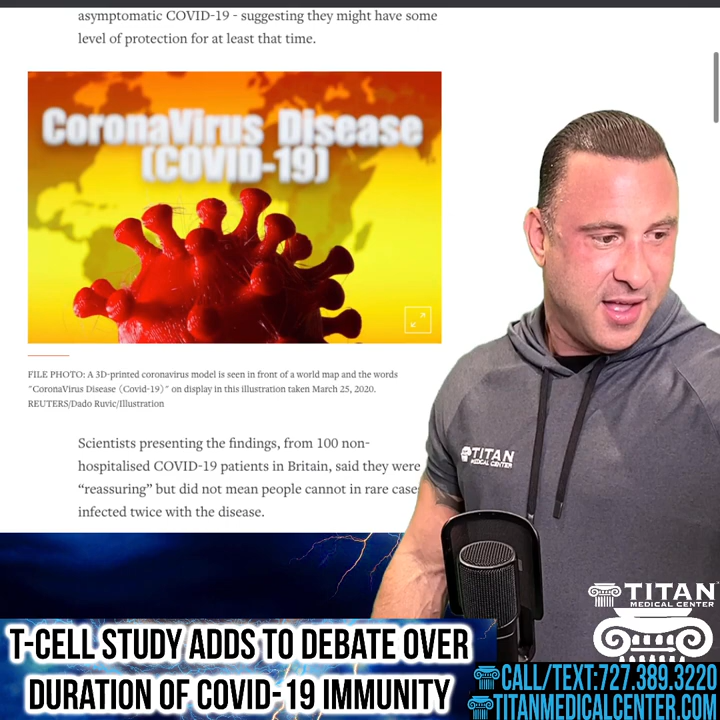 asymptomatic COVID-19 - suggesting they might have some
level of protection for at least that time.
CoronaVirus Disease
(COVID-19)
FILE PHOTO: A 3D-printed coronavirus model is seen in front of a world map and the words
"CoronaVirus Disease (Covid-19)" on display in this illustration taken March 25, 2020.
REUTERS/Dado Ruvic/Illustration
Scientists presenting the findings, from 100 non-
hospitalised COVID-19 patients in Britain, said they were
“reassuring” but did not mean people cannot in rare case
infected twice with the disease.
TITAN
MEDICAL CENTER
TITAN
MEDICAL CENTER
T-CELL STUDY ADDS TO DEBATE OVER
DURATION OF COVID-19 IMMUNITY
CALL/TEXT:727.389.3220
TITANMEDICALCENTER.COM